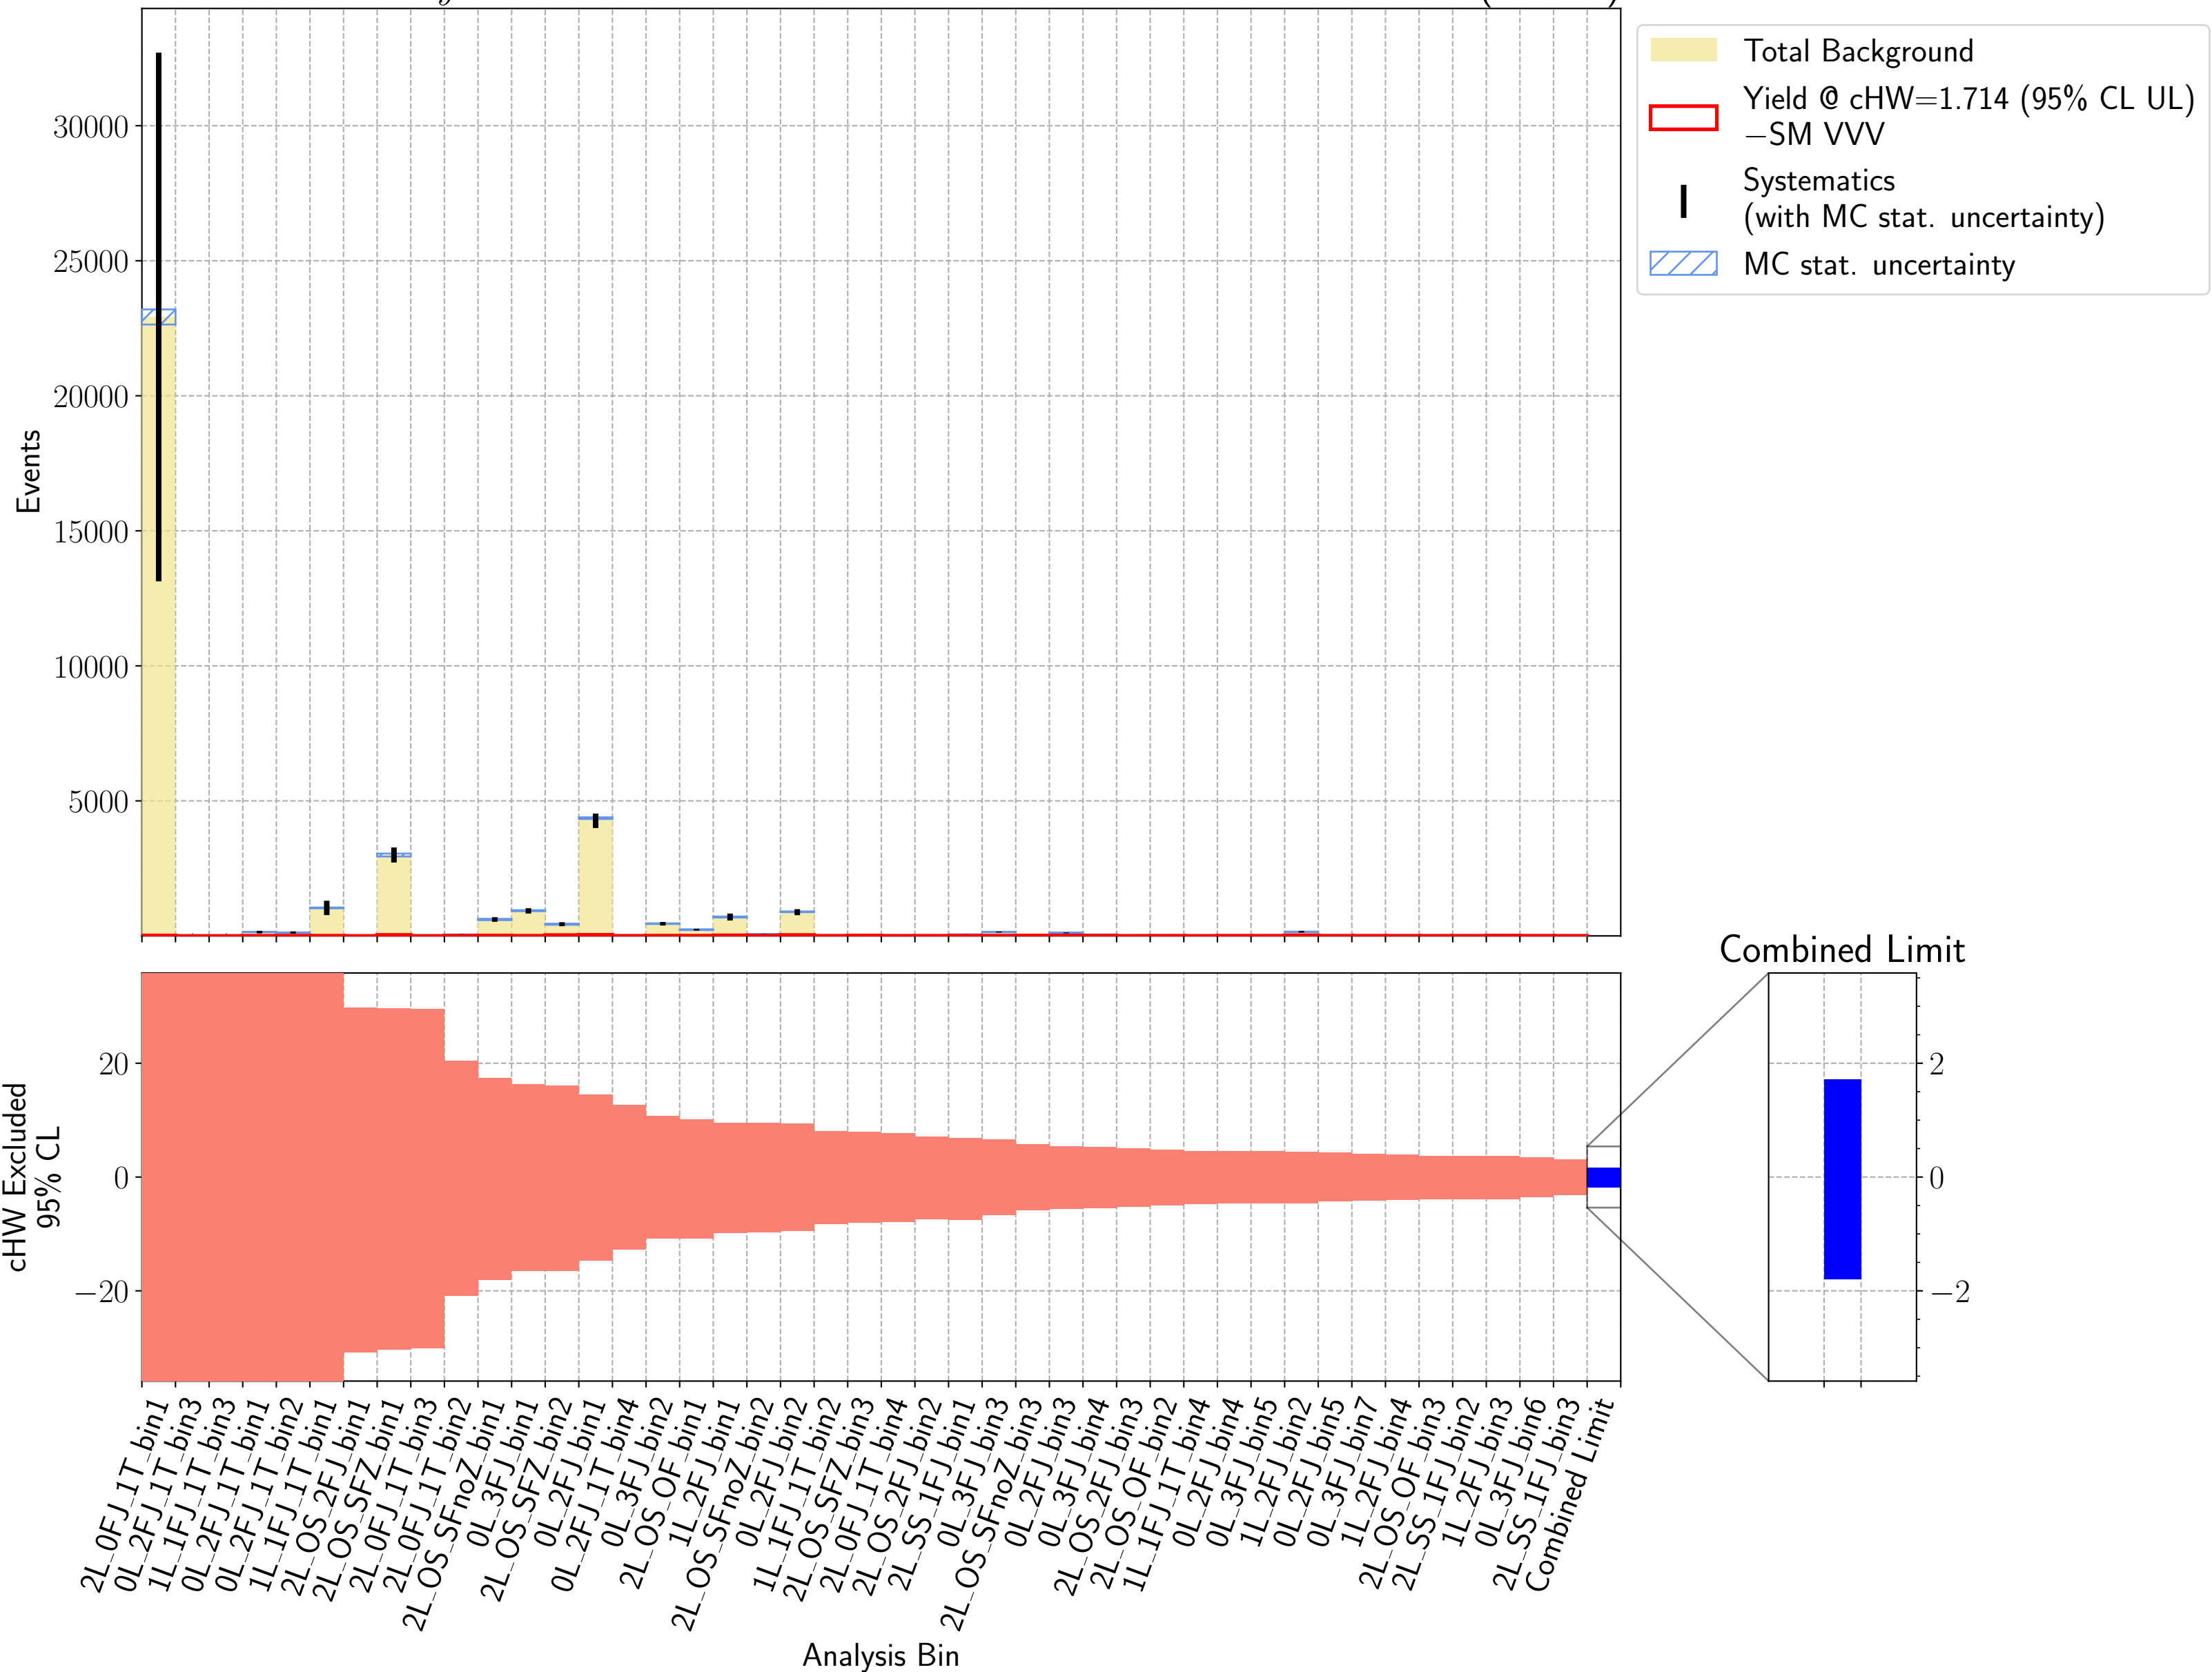 Total Background
Yield @ cHW=1.714 (95% CL UL)
−SM VVV
Systematics
(with MC stat. uncertainty)
MC stat. uncertainty
Events
30000
25000
20000
15000
10000
5000
Combined Limit
cHW Excluded
95% CL
20
0
−20
2
0
−2
2L_0FJ_1T_bin1
0L_2FJ_1T_bin3
1L_1FJ_1T_bin3
0L_2FJ_1T_bin1
0L_2FJ_1T_bin2
1L_1FJ_1T_bin1
2L_OS_2FJ_bin1
2L_OS_SFZ_bin1
2L_0FJ_1T_bin3
2L_0FJ_1T_bin2
2L_OS_SFnoZ_bin1
0L_3FJ_bin1
2L_OS_SFZ_bin2
0L_2FJ_bin1
0L_2FJ_1T_bin4
0L_3FJ_bin2
2L_OS_OF_bin1
1L_2FJ_bin1
2L_OS_SFnoZ_bin2
0L_2FJ_bin2
1L_1FJ_1T_bin2
2L_OS_SFZ_bin3
2L_0FJ_1T_bin4
2L_OS_2FJ_bin2
2L_SS_1FJ_bin1
0L_3FJ_bin3
2L_OS_SFnoZ_bin3
0L_2FJ_bin3
0L_3FJ_bin4
2L_OS_2FJ_bin3
2L_OS_OF_bin2
1L_1FJ_1T_bin4
0L_2FJ_bin4
0L_3FJ_bin5
1L_2FJ_bin2
0L_2FJ_bin5
0L_3FJ_bin7
1L_2FJ_bin4
2L_OS_OF_bin3
2L_SS_1FJ_bin2
1L_2FJ_bin3
0L_3FJ_bin6
2L_SS_1FJ_bin3
Combined Limit
Analysis Bin